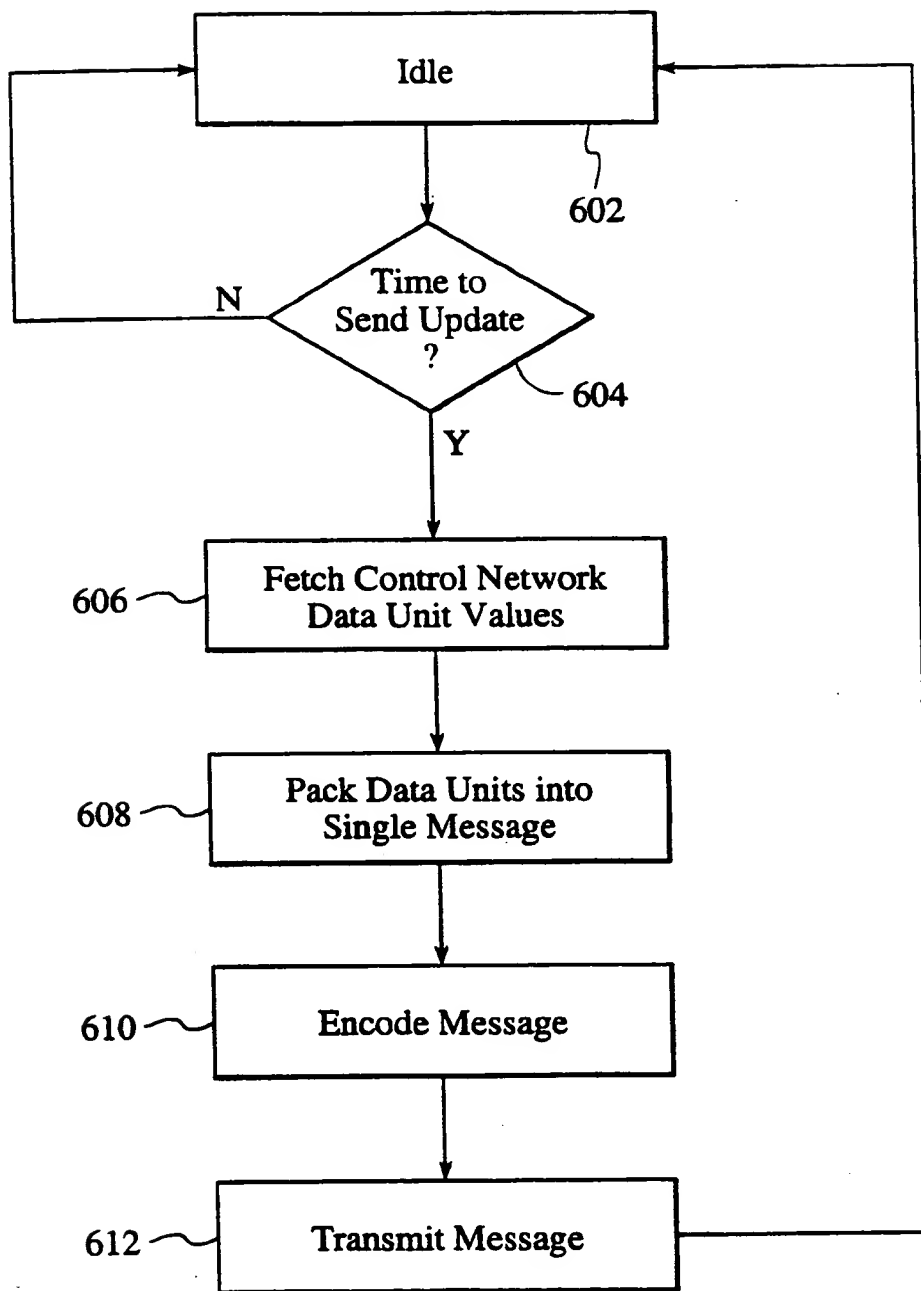 Idle
602
Time to
Send Update
?
N
604
Y
Fetch Control Network
Data Unit Values
606
Pack Data Units into
Single Message
608
Encode Message
610
Transmit Message
612